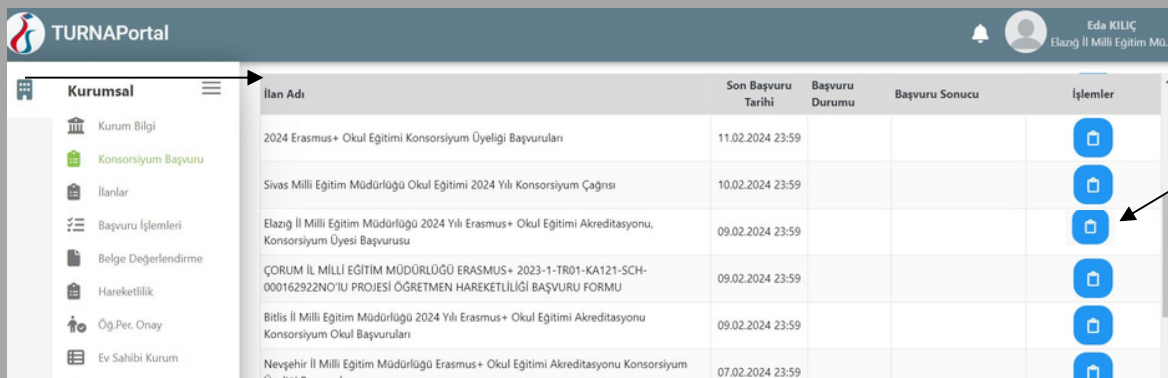 TURNAPortal
Eda KILIÇ
Elazığ İl Milli Eğitim Mü
Kurumsal
Kurum Bilgi
Konsorsiyum Başvuru
İlanlar
Başvuru İşlemleri
Belge Değerlendirme
Hareketlilik
Öğ.Per. Onay
Ev Sahibi Kurum
İlan Adı
Son Başvuru
Tarihi
Başvuru
Durumu
Başvuru Sonucu
İşlemler
2024 Erasmus+ Okul Eğitimi Konsorsiyum Üyeliği Başvuruları
11.02.2024 23:59
Sivas Milli Eğitim Müdürlüğü Okul Eğitimi 2024 Yılı Konsorsiyum Çağrısı
10.02.2024 23:59
Elazığ İl Milli Eğitim Müdürlüğü 2024 Yılı Erasmus+ Okul Eğitimi Akreditasyonu,
Konsorsiyum Üyesi Başvurusu
09.02.2024 23:59
ÇORUM İL MİLLİ EĞİTİM MÜDÜRLÜĞÜ ERASMUS+ 2023-1-TR01-KA121-SCH-
000162922NO'lU PROJESİ ÖĞRETMEN HAREKETLİLİĞİ BAŞVURU FORMU
09.02.2024 23:59
Bitlis İl Milli Eğitim Müdürlüğü 2024 Yılı Erasmus+ Okul Eğitimi Akreditasyonu
Konsorsiyum Okul Başvuruları
09.02.2024 23:59
Nevşehir İl Milli Eğitim Müdürlüğü Erasmus+ Okul Eğitimi Akreditasyonu Konsorsiyum
07.02.2024 23:59